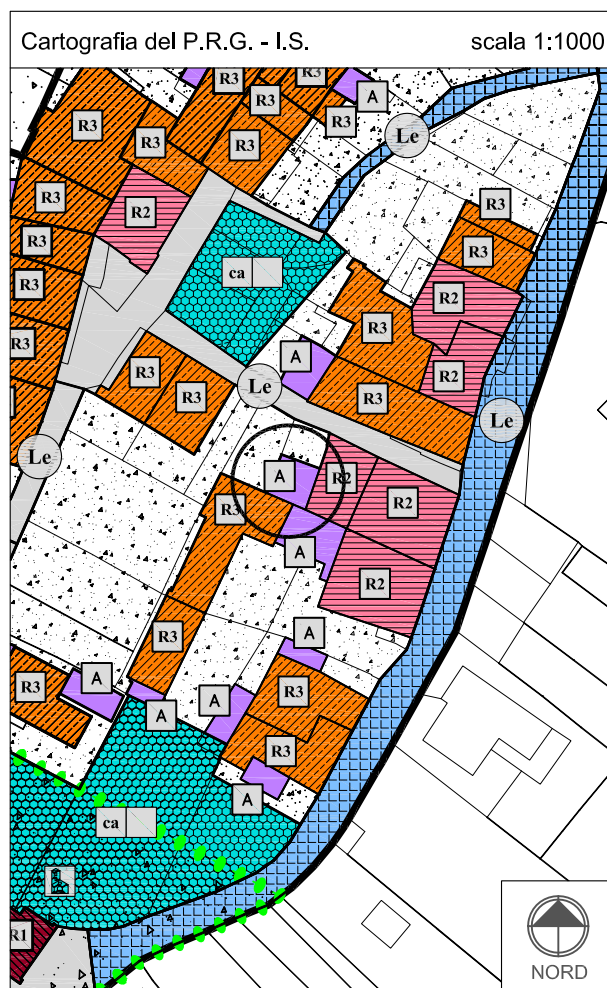 Cartografia del P.R.G. - I.S. scala 1:1000
R3 R3
R3 R3 A
R3 R3 R3 Le
R3 R2 R3
R3 R3
R3 ca R2
R3 R3
A
R3 R3 R2
R3 Le R3
Le
Le A R2
R3 R2
A
R2
R3 A
R3 A R3
A A
R3
A
ca
R1
NORD